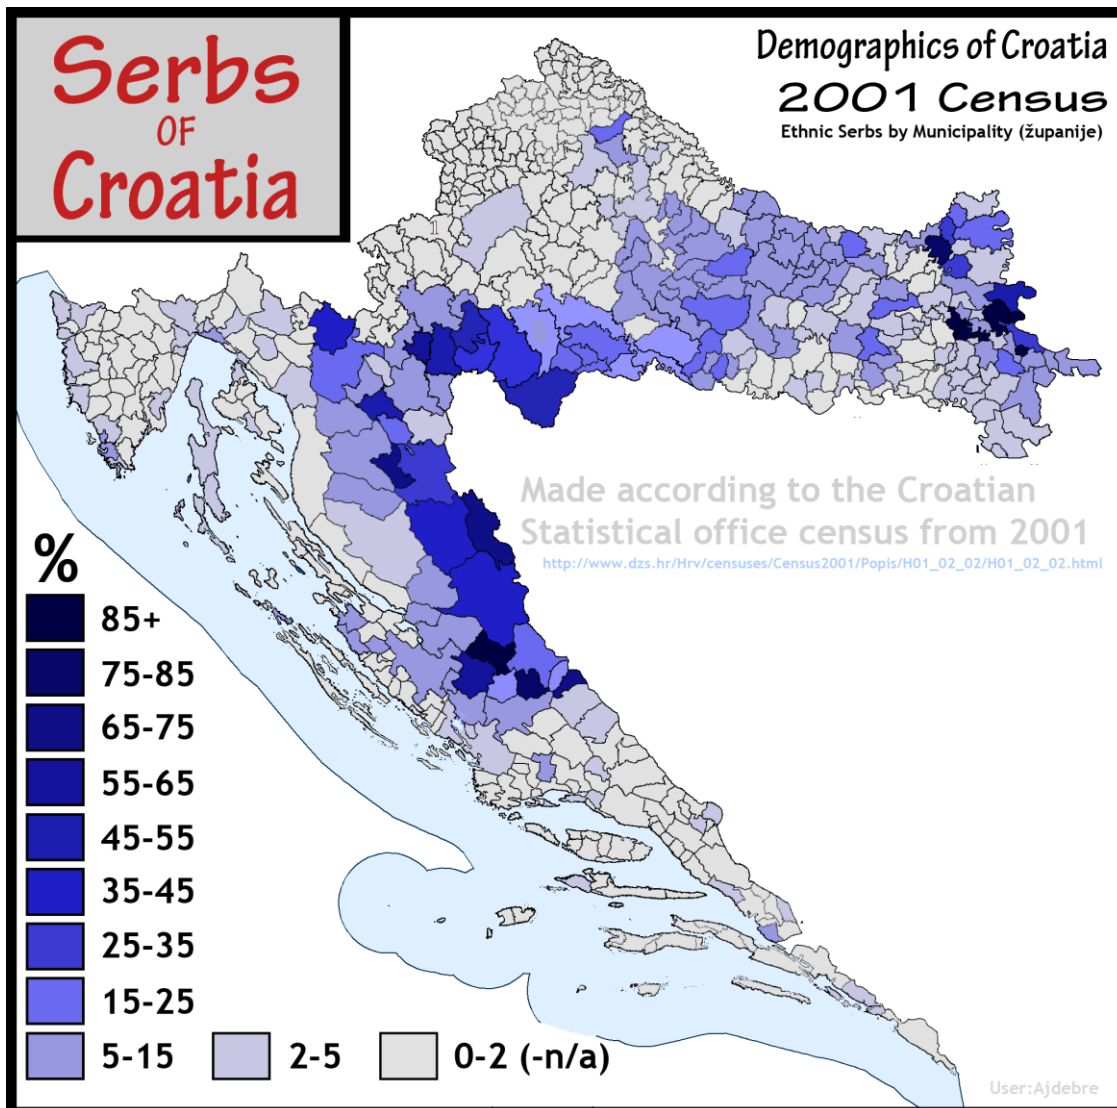 Serbs
OF
Croatia
Demographics of Croatia
2001 Census
Ethnic Serbs by Municipality (županije)
Made according to the Croatian
Statistical office census from 2001
http://www.dzs.hr/Hrv/censuses/Census2001/Popis/H01_02_02/H01_02_02.html
%
85+
75-85
65-75
55-65
45-55
35-45
25-35
15-25
5-15
2-5
0-2 (-n/a)
User:Ajdebre